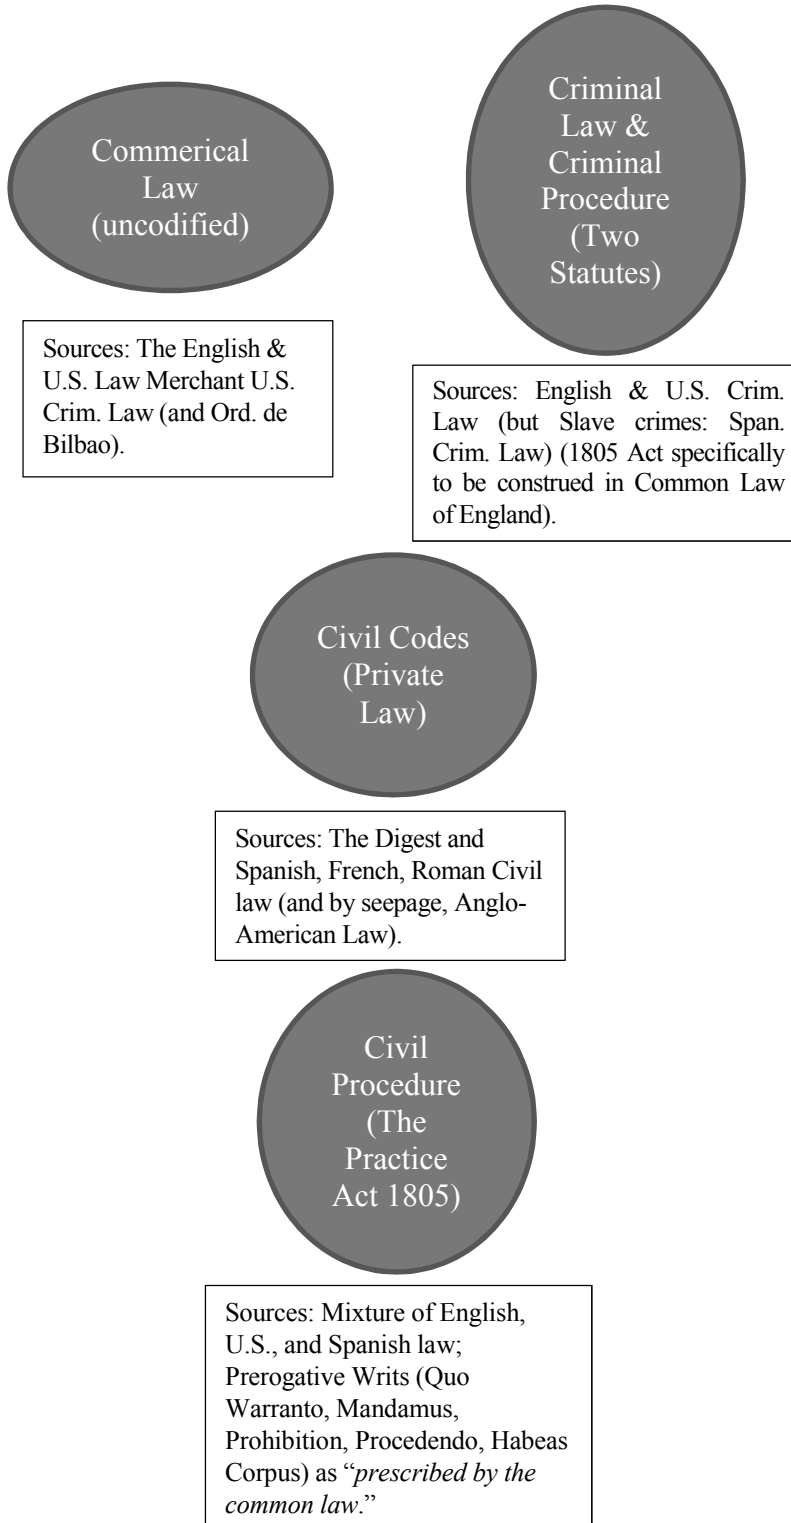 Commerical
Law
(uncodified)
Criminal
Law &
Criminal
Procedure
(Two
Statutes)
Sources: The English &
U.S. Law Merchant U.S.
Crim. Law (and Ord. de
Bilbao).
Sources: English & U.S. Crim.
Law (but Slave crimes: Span.
Crim. Law) (1805 Act specifically
to be construed in Common Law
of England).
Civil Codes
(Private
Law)
Sources: The Digest and
Spanish, French, Roman Civil
law (and by seepage, Anglo-
American Law).
Civil
Procedure
(The
Practice
Act 1805)
Sources: Mixture of English,
U.S., and Spanish law;
Prerogative Writs (Quo
Warranto, Mandamus,
Prohibition, Procedendo, Habeas
Corpus) as “prescribed by the
common law.”